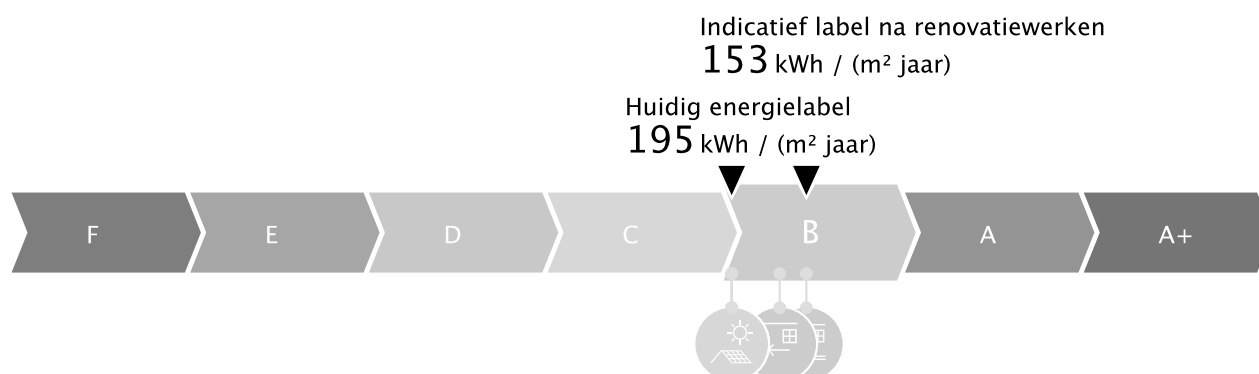 Indicatief label na renovatiewerken
153 kWh / (m² jaar)
Huidig energielabel
195 kWh / (m² jaar)
F E D C B A A+